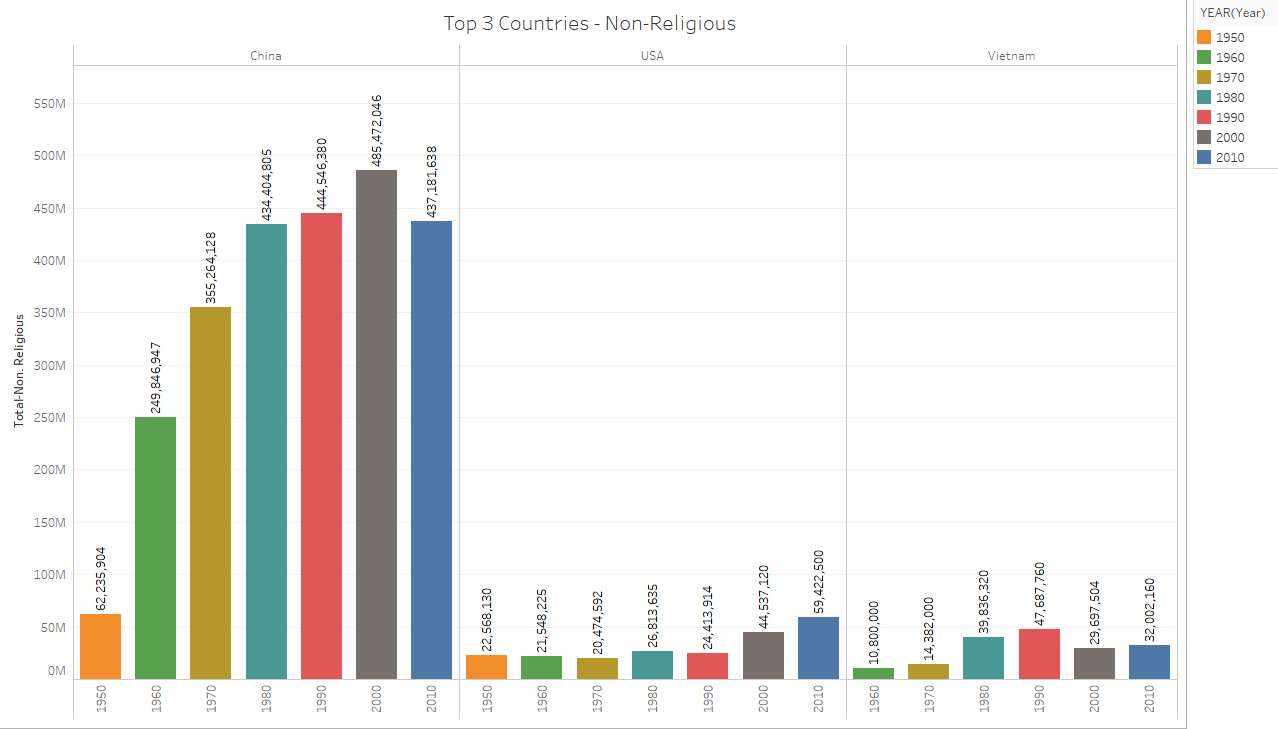 Top 3 Countries - Non-Religious
China
USA
Vietnam
Total-Non. Religious
550M
500M
450M
400M
350M
300M
250M
200M
150M
100M
50M
0M
62,235,904
249,846,947
355,264,128
434,404,805
444,546,380
485,472,046
437,181,638
22,568,130
21,548,225
20,474,592
26,813,635
24,413,914
44,537,120
59,422,500
10,800,000
14,382,000
39,836,320
47,687,760
29,697,504
32,002,160
1950
1960
1970
1980
1990
2000
2010
1950
1960
1970
1980
1990
2000
2010
1960
1970
1980
1990
2000
2010
YEAR(Year)
1950
1960
1970
1980
1990
2000
2010